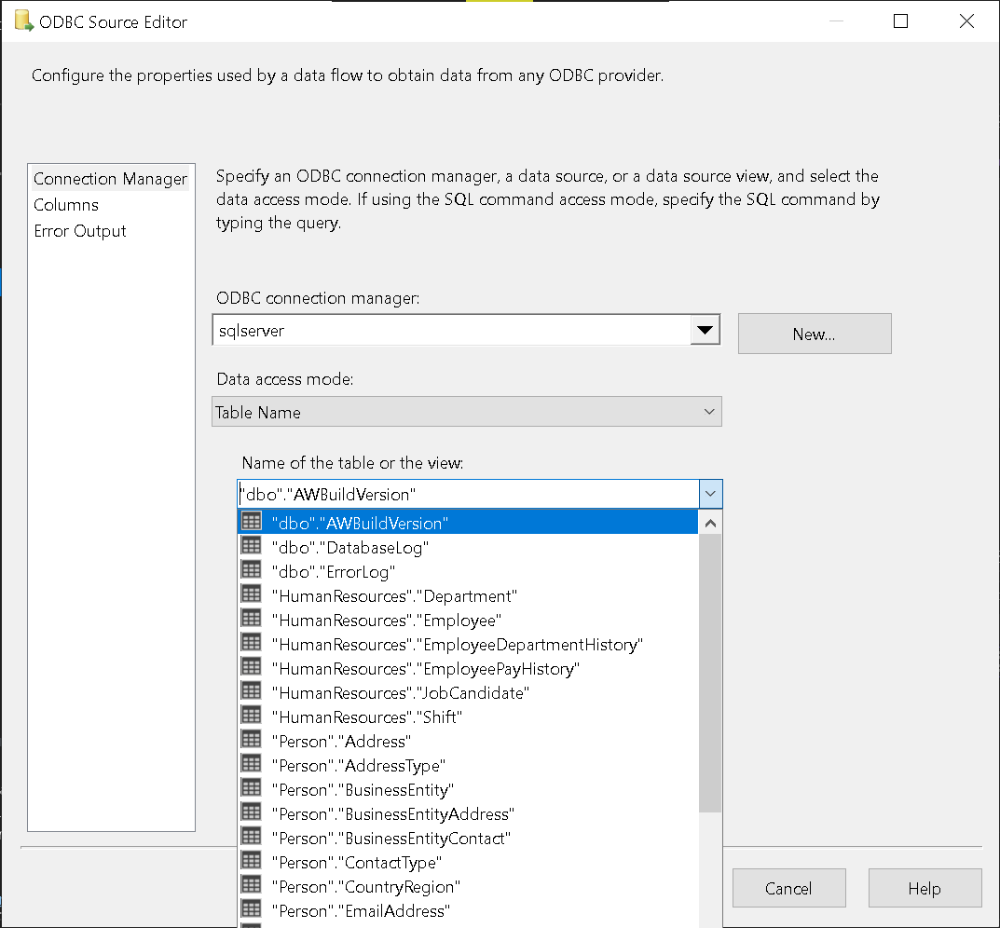 ODBC Source Editor
Configure the properties used by a data flow to obtain data from any ODBC provider.
Connection Manager
Columns
Error Output
Specify an ODBC connection manager, a data source, or a data source view, and select the
data access mode. If using the SQL command access mode, specify the SQL command by
typing the query.
ODBC connection manager:
sqlserver
New...
Data access mode:
Table Name
Name of the table or the view:
"dbo"."AWBuildVersion"
"dbo"."AWBuildVersion"
"dbo"."DatabaseLog"
"dbo"."ErrorLog"
"HumanResources"."Department"
"HumanResources"."Employee"
"HumanResources"."EmployeeDepartmentHistory"
"HumanResources"."EmployeePayHistory"
"HumanResources"."JobCandidate"
"HumanResources"."Shift"
"Person"."Address"
"Person"."AddressType"
"Person"."BusinessEntity"
"Person"."BusinessEntityAddress"
"Person"."BusinessEntityContact"
"Person"."ContactType"
"Person"."CountryRegion"
"Person"."EmailAddress"
Cancel
Help